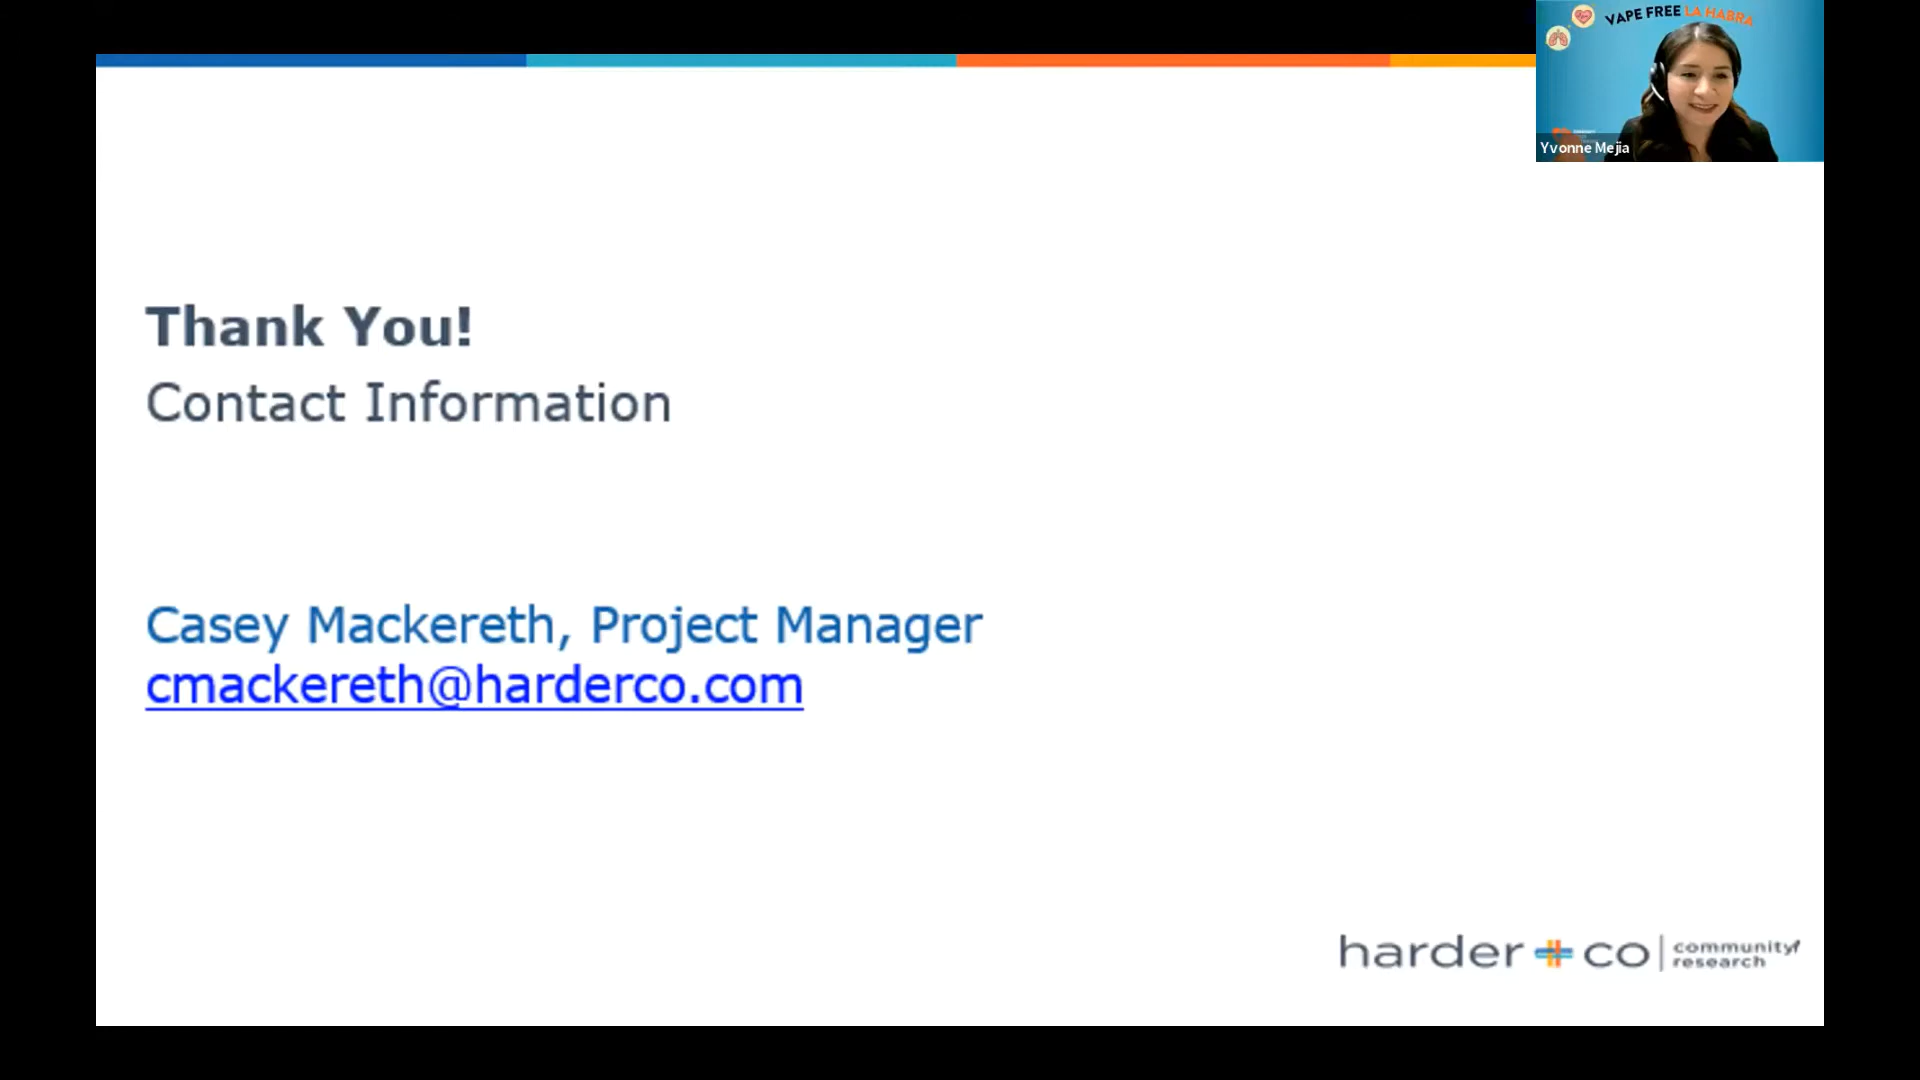 VAPE FREE LA HABRA
Yvonne Mejia
Thank You!
Contact Information
Casey Mackereth, Project Manager
cmackereth@harderco.com
harder+co | community
research